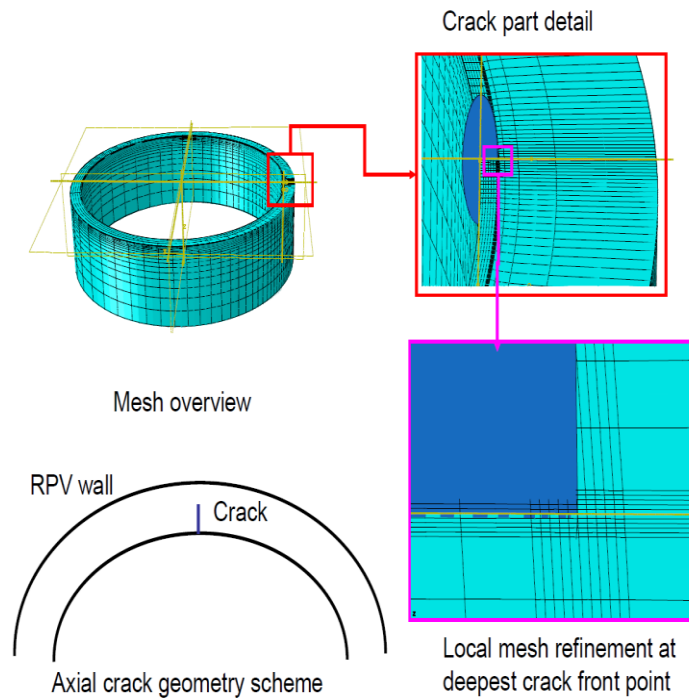 Crack part detail
Mesh overview
RPV wall
Crack
Axial crack geometry scheme
Local mesh refinement at
deepest crack front point